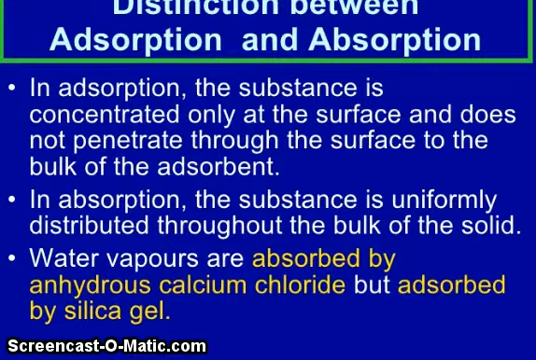 Distinction between
Adsorption and Absorption
• In adsorption, the substance is
concentrated only at the surface and does
not penetrate through the surface to the
bulk of the adsorbent.
• In absorption, the substance is uniformly
distributed throughout the bulk of the solid.
• Water vapours are absorbed by
anhydrous calcium chloride but adsorbed
by silica gel.
Screencast-O-Matic.com